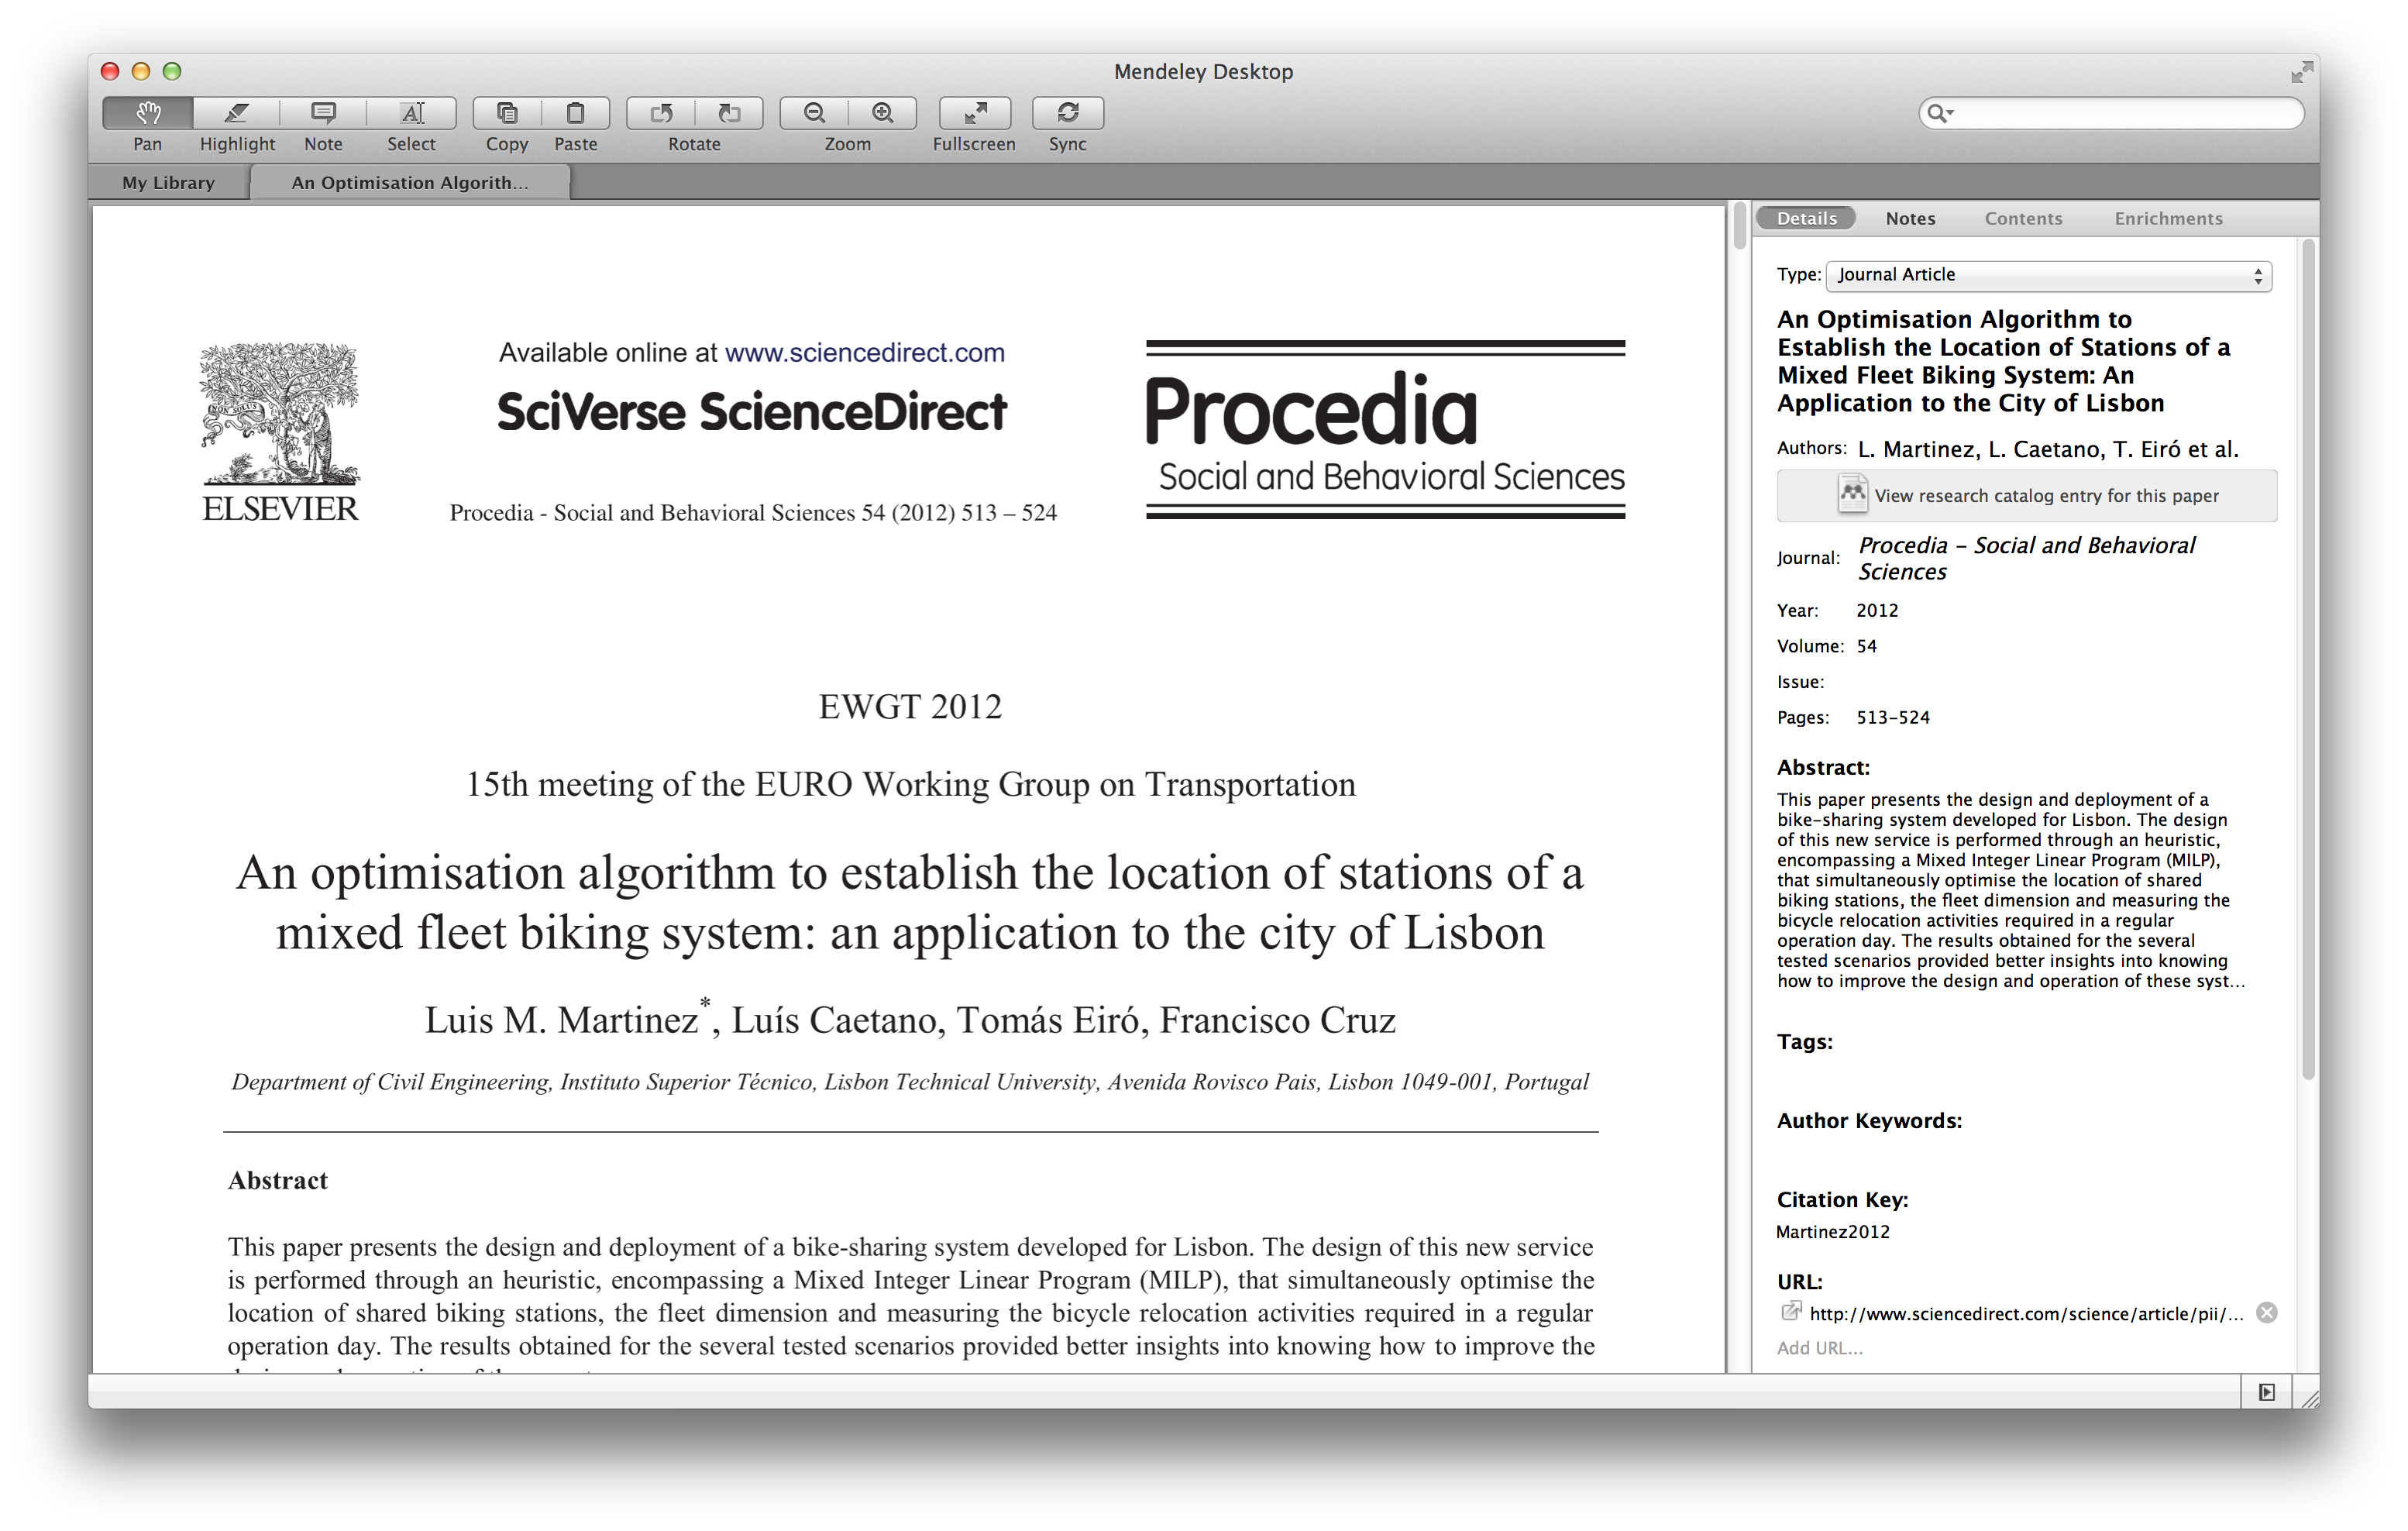 Mendeley Desktop
Pan Highlight Note Select Copy Paste Rotate Zoom Fullscreen Sync
My Library An Optimisation Algorith...
NON SOLUS
ELSEVIER
Available online at www.sciencedirect.com
SciVerse ScienceDirect
Procedia - Social and Behavioral Sciences 54 (2012) 513 – 524
Procedia
Social and Behavioral Sciences
EWGT 2012
15th meeting of the EURO Working Group on Transportation
An optimisation algorithm to establish the location of stations of a
mixed fleet biking system: an application to the city of Lisbon
Luis M. Martinez*, Luís Caetano, Tomás Eiró, Francisco Cruz
Department of Civil Engineering, Instituto Superior Técnico, Lisbon Technical University, Avenida Rovisco Pais, Lisbon 1049-001, Portugal
Abstract
This paper presents the design and deployment of a bike-sharing system developed for Lisbon. The design of this new service
is performed through an heuristic, encompassing a Mixed Integer Linear Program (MILP), that simultaneously optimise the
location of shared biking stations, the fleet dimension and measuring the bicycle relocation activities required in a regular
operation day. The results obtained for the several tested scenarios provided better insights into knowing how to improve the
Details Notes Contents Enrichments
Type: Journal Article
An Optimisation Algorithm to
Establish the Location of Stations of a
Mixed Fleet Biking System: An
Application to the City of Lisbon
Authors: L. Martinez, L. Caetano, T. Eiró et al.
View research catalog entry for this paper
Journal: Procedia - Social and Behavioral
Sciences
Year: 2012
Volume: 54
Issue:
Pages: 513-524
Abstract:
This paper presents the design and deployment of a
bike-sharing system developed for Lisbon. The design
of this new service is performed through an heuristic,
encompassing a Mixed Integer Linear Program (MILP),
that simultaneously optimise the location of shared
biking stations, the fleet dimension and measuring the
bicycle relocation activities required in a regular
operation day. The results obtained for the several
tested scenarios provided better insights into knowing
how to improve the design and operation of these syst...
Tags:
Author Keywords:
Citation Key:
Martinez2012
URL:
http://www.sciencedirect.com/science/article/pii/...
Add URL...